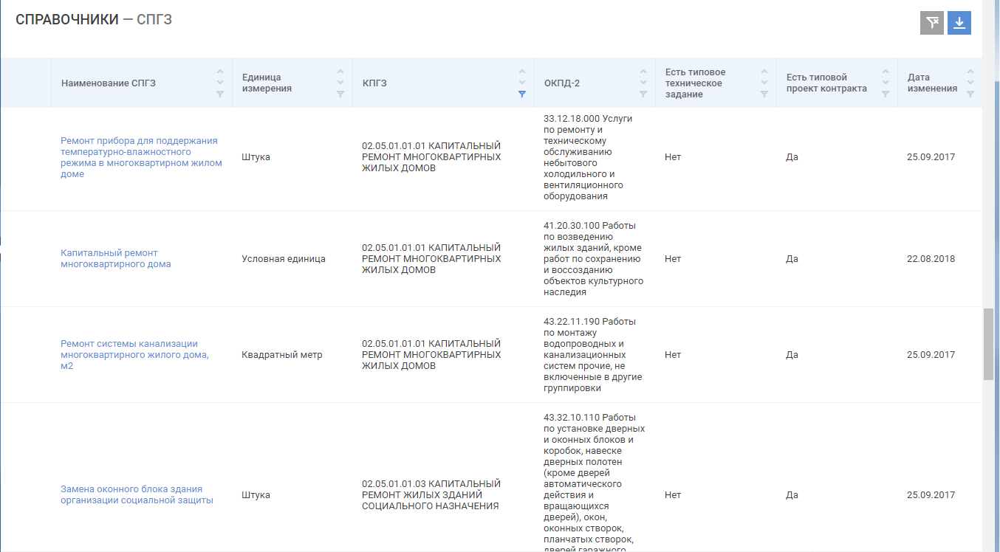 СПРАВОЧНИКИ — СПГЗ
Наименование СПГЗ
Единица
измерения
КПГЗ
ОКПД-2
Есть типовое
техническое
задание
Есть типовой
проект контракта
Дата
изменения
Ремонт прибора для поддержания
температурно-влажностного
режима в многоквартирном жилом
доме
Штука
02.05.01.01.01 КАПИТАЛЬНЫЙ
РЕМОНТ МНОГОКВАРТИРНЫХ
ЖИЛЫХ ДОМОВ
33.12.18.000 Услуги
по ремонту и
техническому
обслуживанию
небытового
холодильного и
вентиляционного
оборудования
Нет
Да
25.09.2017
Капитальный ремонт
многоквартирного дома
Условная единица
02.05.01.01.01 КАПИТАЛЬНЫЙ
РЕМОНТ МНОГОКВАРТИРНЫХ
ЖИЛЫХ ДОМОВ
41.20.30.100 Работы
по возведению
жилых зданий, кроме
работ по сохранению
и воссозданию
объектов культурного
наследия
Нет
Да
22.08.2018
Ремонт системы канализации
многоквартирного жилого дома,
м2
Квадратный метр
02.05.01.01.01 КАПИТАЛЬНЫЙ
РЕМОНТ МНОГОКВАРТИРНЫХ
ЖИЛЫХ ДОМОВ
43.22.11.190 Работы
по монтажу
водопроводных и
канализационных
систем прочие, не
включенные в другие
группировки
Нет
Да
25.09.2017
Замена оконного блока здания
организации социальной защиты
Штука
02.05.01.01.03 КАПИТАЛЬНЫЙ
РЕМОНТ ЖИЛЫХ ЗДАНИЙ
СОЦИАЛЬНОГО НАЗНАЧЕНИЯ
43.32.10.110 Работы
по установке дверных
и оконных блоков и
коробок, навеске
дверных полотен
(кроме дверей
автоматического
действия и
вращающихся
дверей), окон,
оконных створок,
планчатых створок,
дверей гаражного
Нет
Да
25.09.2017